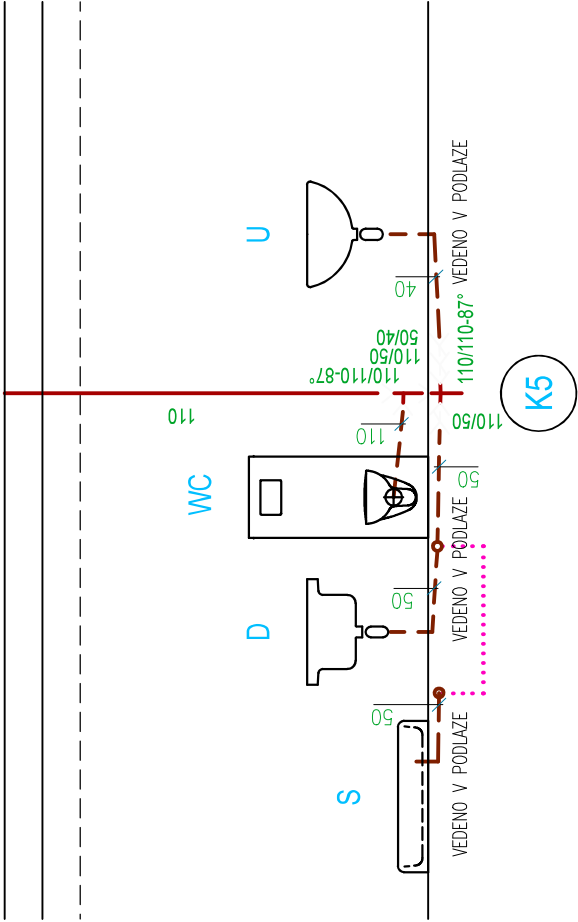 U
VEDENO V PODLAZE
40
50/40
110/50
110/110-87°
110/110-87°
110
K5
110
110/50
WC
50
VEDENO V PODLAZE
50
D
50
VEDENO V PODLAZE
S